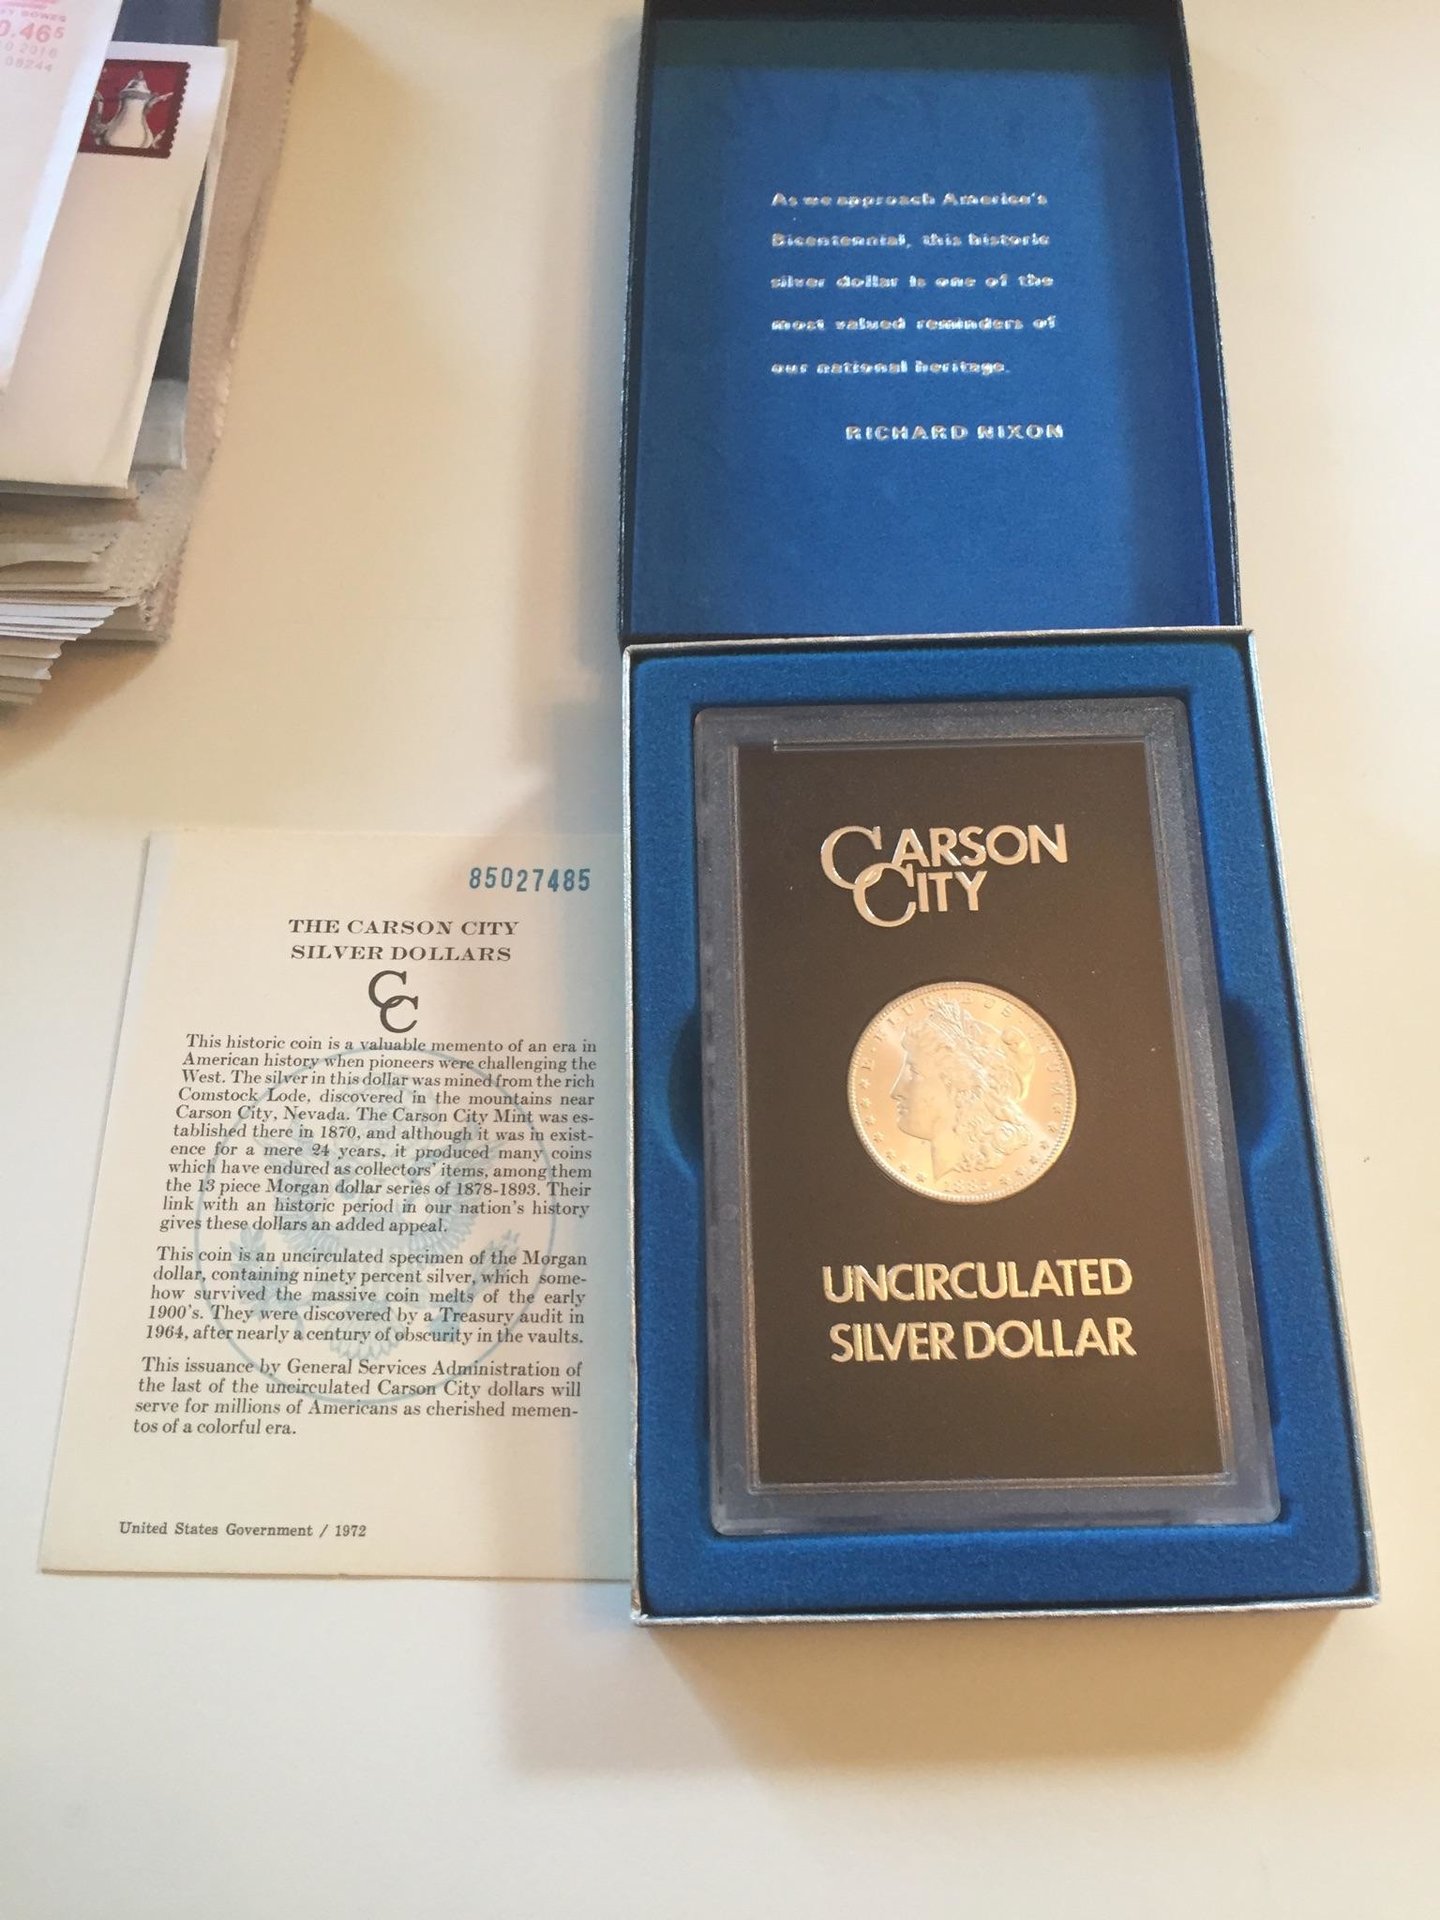 0.465
2016
08244
As we approach America's
Bicentennial, this historic
silver dollar is one of the
most valued reminders of
our national heritage.
RICHARD NIXON
CARSON
CITY
UNCIRCULATED
SILVER DOLLAR
85027485
THE CARSON CITY
SILVER DOLLARS
CC
This historic coin is a valuable memento of an era in
American history when pioneers were challenging the
West. The silver in this dollar was mined from the rich
Comstock Lode, discovered in the mountains near
Carson City, Nevada. The Carson City Mint was es-
tablished there in 1870, and although it was in exist-
ence for a mere 24 years, it produced many coins
which have endured as collectors' items, among them
the 13 piece Morgan dollar series of 1878-1893. Their
link with an historic period in our nation's history
gives these dollars an added appeal.
This coin is an uncirculated specimen of the Morgan
dollar, containing ninety percent silver, which some-
how survived the massive coin melts of the early
1900's. They were discovered by a Treasury audit in
1964, after nearly a century of obscurity in the vaults.
This issuance by General Services Administration of
the last of the uncirculated Carson City dollars will
serve for millions of Americans as cherished memen-
tos of a colorful era.
United States Government / 1972